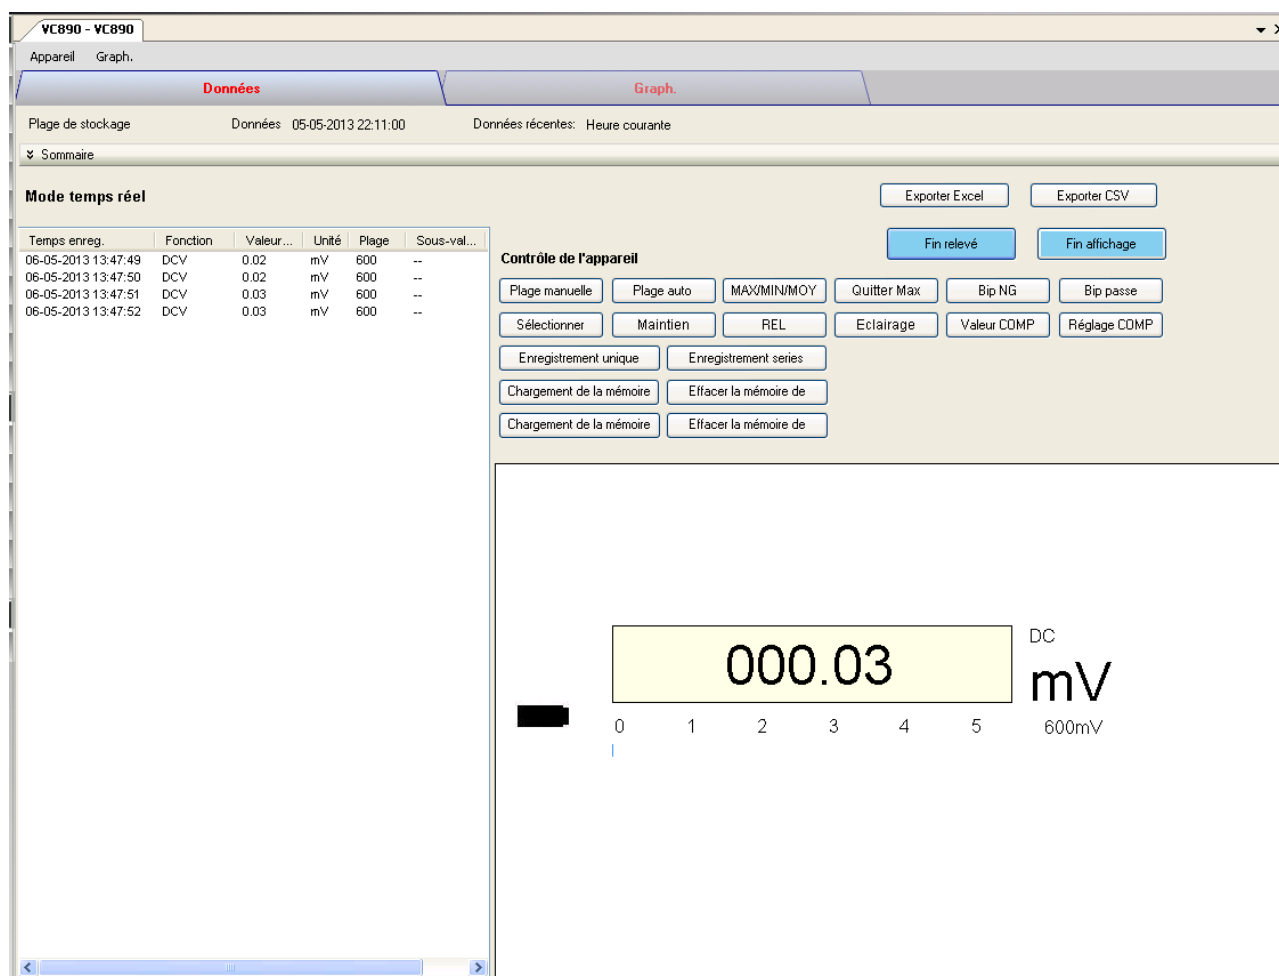 VC890 - VC890
Appareil Graph.
Données Graph.
Plage de stockage Données 05-05-2013 22:11:00 Données récentes: Heure courante
Sommaire
Mode temps réel Exporter Excel Exporter CSV
Fin relevé Fin affichage
Temps enreg. Fonction Valeur... Unité Plage Sous-val...
06-05-2013 13:47:49 DCV 0.02 mV 600 --
06-05-2013 13:47:50 DCV 0.02 mV 600 --
06-05-2013 13:47:51 DCV 0.03 mV 600 --
06-05-2013 13:47:52 DCV 0.03 mV 600 --
Contrôle de l'appareil
Plage manuelle Plage auto MAX/MIN/MOY Quitter Max Bip NG Bip passe
Sélectionner Maintien REL Eclairage Valeur COMP Réglage COMP
Enregistrement unique Enregistrement series
Chargement de la mémoire Effacer la mémoire de
Chargement de la mémoire Effacer la mémoire de
000.03 DC
mV
0 1 2 3 4 5 600mV